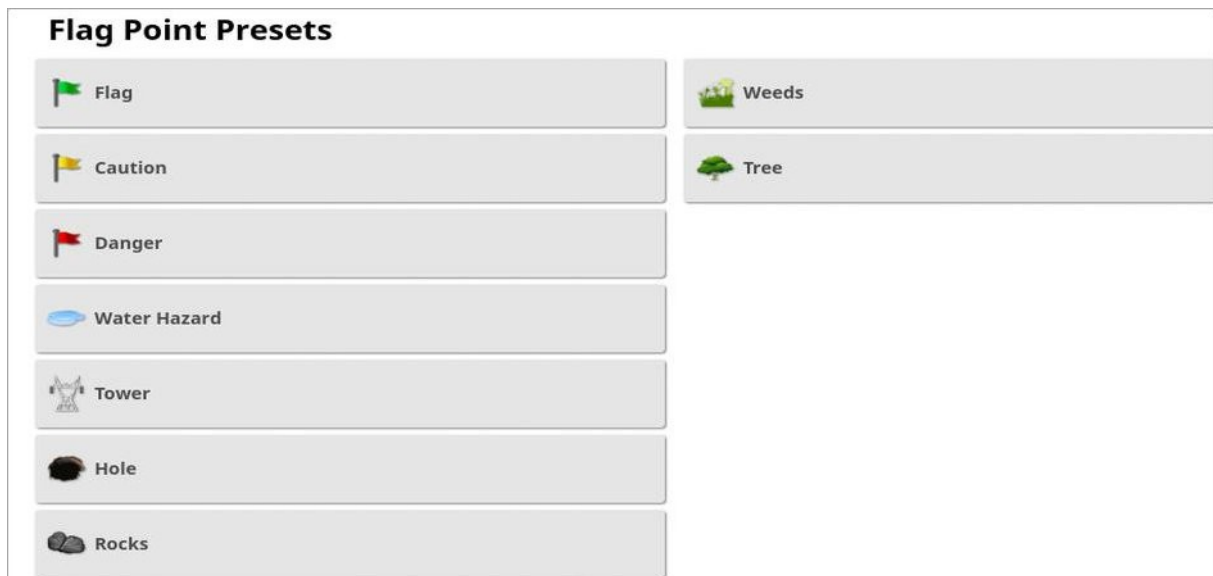 Flag Point Presets
Flag
Caution
Danger
Water Hazard
Tower
Hole
Rocks
Weeds
Tree